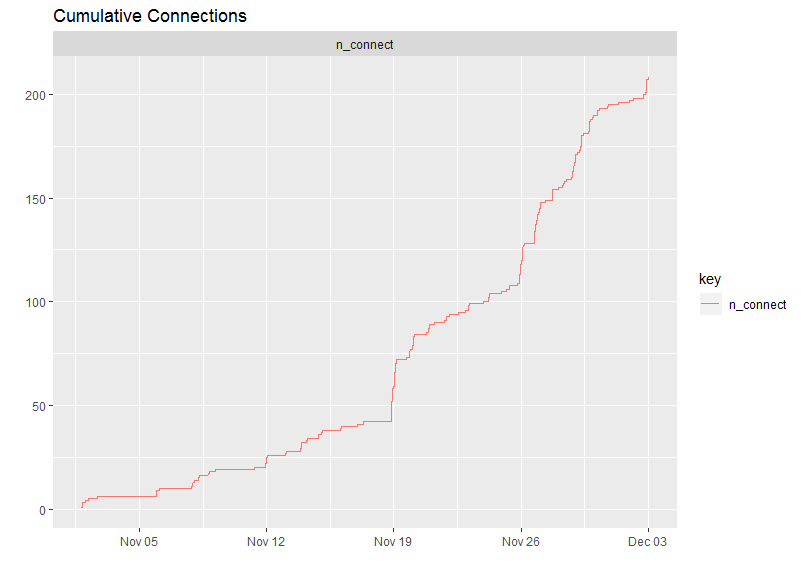 Cumulative Connections
n_connect
200
150
100
50
0
Nov 05
Nov 12
Nov 19
Nov 26
Dec 03
key
n_connect